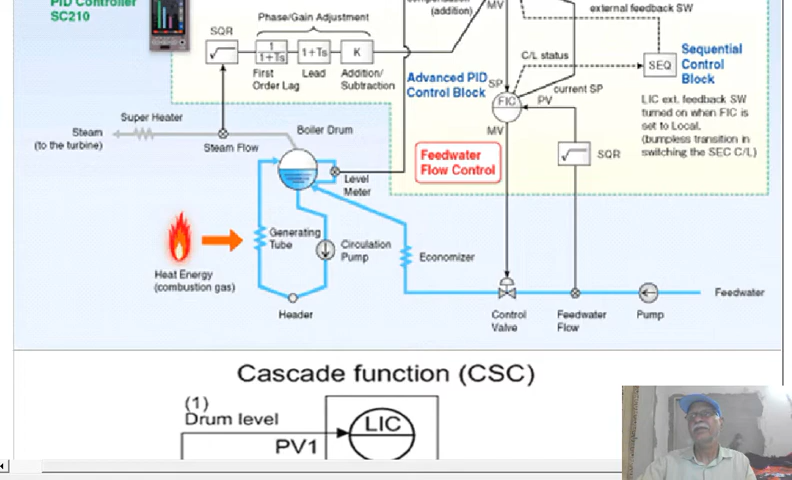 PID Controller
SC210
Phase/Gain Adjustment
(addition)
MV
external feedback SW
SQR
1
1+Ts
1+Ts
K
First
Order Lag
Lead
Addition/
Subtraction
Advanced PID
Control Block
SP
C/L status
SEQ
Sequential
Control
Block
current SP
FIC
PV
MV
LIC ext. feedback SW
turned on when FIC is
set to Local.
(bumpless transition in
switching the SEC C/L)
SQR
Feedwater
Flow Control
Super Heater
Steam
(to the turbine)
Steam Flow
Boiler Drum
Level
Meter
Generating
Tube
Circulation
Pump
Economizer
Heat Energy
(combustion gas)
Header
Control
Valve
Feedwater
Flow
Pump
Feedwater
Cascade function (CSC)
(1)
Drum level
PV1
LIC